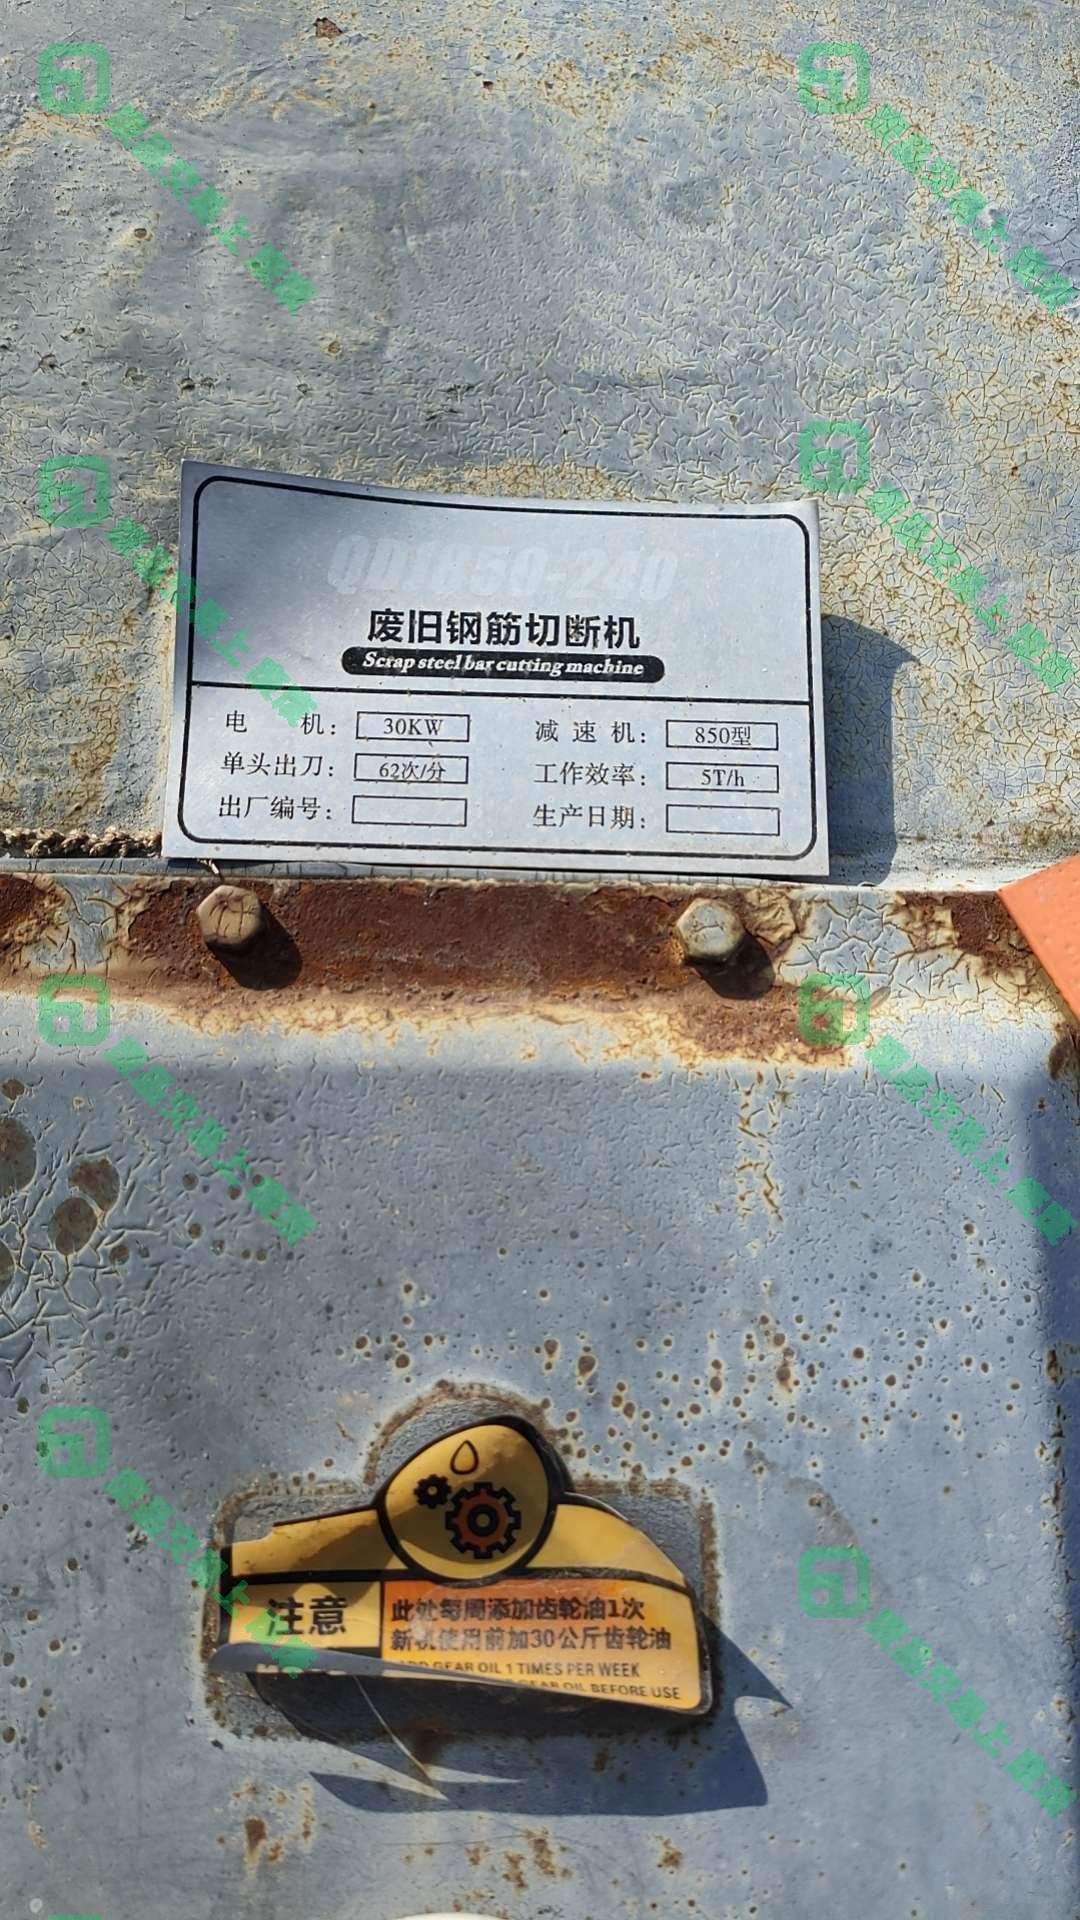 废旧钢筋切断机
Scrap steel bar cutting machine
电 机: 30KW
减速机: 850型
单头出刀: 62次/分
工作效率: 5T/h
出厂编号:
生产日期:
注意
此处每周添加齿轮油1次
新机使用前加30公斤齿轮油
ADD GEAR OIL 1 TIMES PER WEEK
GEAR OIL BEFORE USE